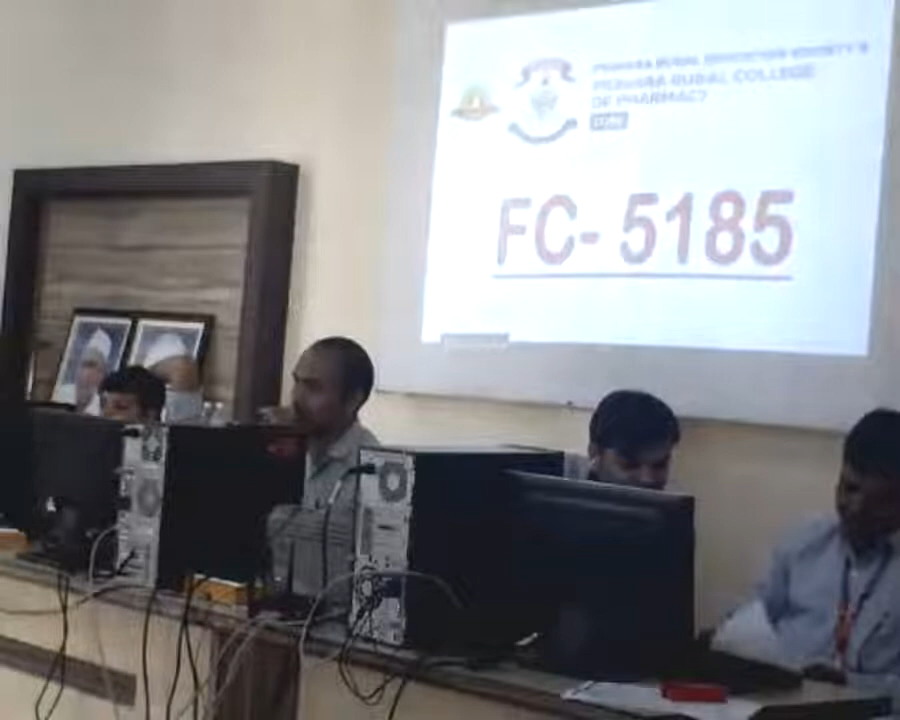 PRAVARA RURAL EDUCATION SOCIETY'S
PRAVARA RURAL COLLEGE
OF PHARMACY
FC- 5185